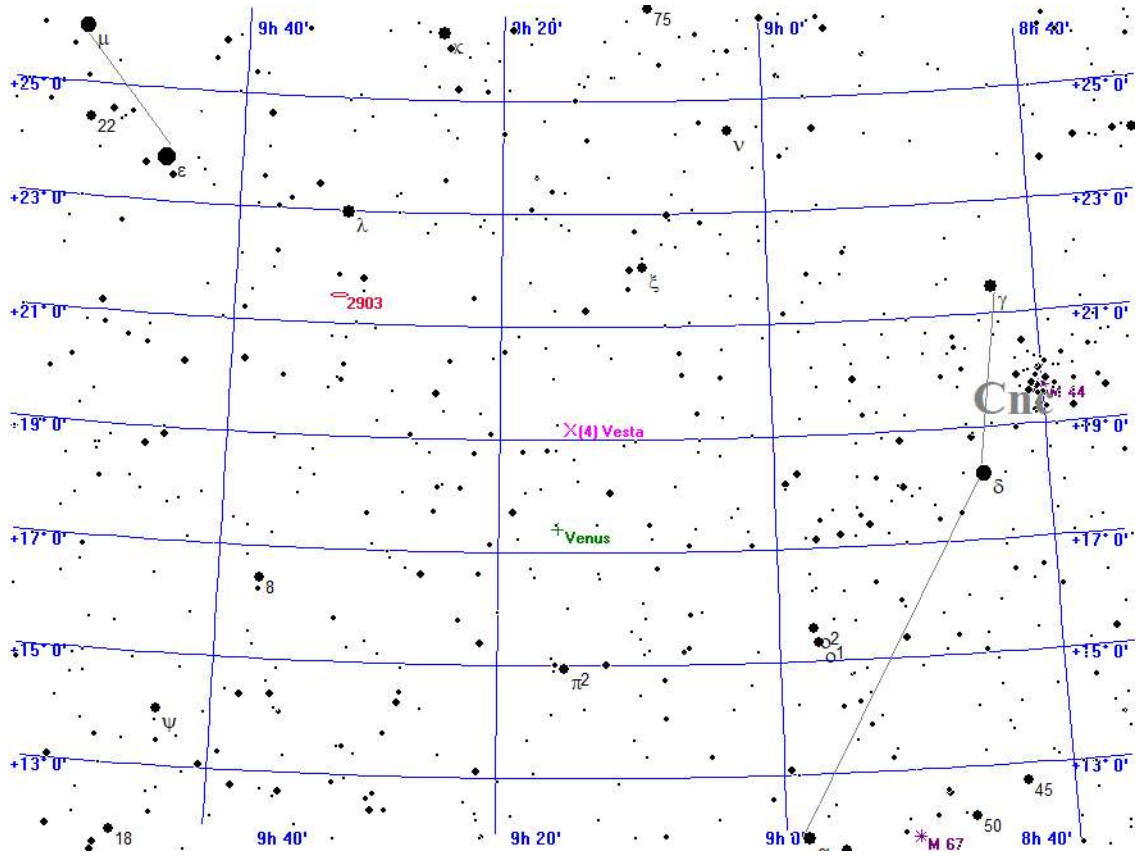 75
9h 40'
9h 20'
9h 0'
8h 40'
μ
κ
+25° 0'
+25° 0'
22
ν
ε
+23° 0'
+23° 0'
λ
ξ
2903
γ
+21° 0'
+21° 0'
M 44
Cnc
+19° 0'
(4) Vesta
+19° 0'
δ
+17° 0'
Venus
+17° 0'
8
ο2
+15° 0'
ο1
+15° 0'
π2
ψ
+13° 0'
+13° 0'
45
50
18
9h 40'
9h 20'
9h 0'
α
M 67
8h 40'